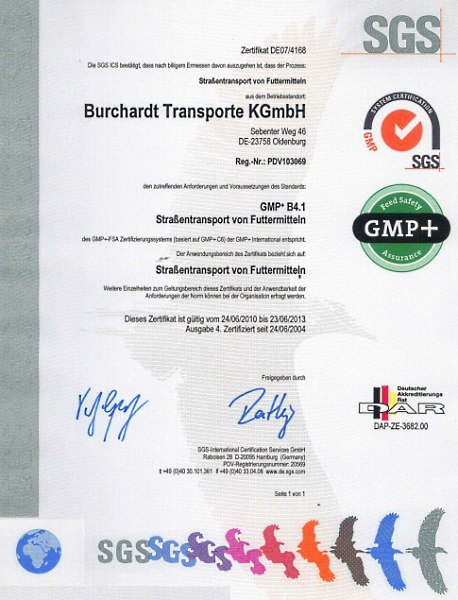 SGS
Zertifikat DE07/4168
Die SGS ICS bestätigt, dass nach billigem Ermessen davon auszugehen ist, dass der Prozess:
Straßentransport von Futtermitteln
aus dem Betriebsstandort:
Burchardt Transporte KGmbH
Sebenter Weg 46
DE-23758 Oldenburg
Reg.-Nr.: PDV103069
SYSTEM CERTIFICATION
GMP
SGS
den zutreffenden Anforderungen und Voraussetzungen des Standards:
GMP+ B4.1
Straßentransport von Futtermitteln
Feed Safety
GMP+
Assurance
des GMP+-FSA Zertifizierungssystems (basiert auf GMP+ C6) der GMP+ International entspricht.
Der Anwendungsbereich des Zertifikats bezieht sich auf:
Straßentransport von Futtermitteln
Weitere Einzelheiten zum Geltungsbereich dieses Zertifikats und der Anwendbarkeit der
Anforderungen der Norm können bei der Organisation erfragt werden.
Dieses Zertifikat ist gültig vom 24/06/2010 bis 23/06/2013
Ausgabe 4. Zertifiziert seit 24/06/2004
Freigegeben durch
Deutscher
Akkreditierungs
Rat
DAR
DAP-ZE-3682.00
SGS-International Certification Services GmbH
Raboisen 28 D-20095 Hamburg (Germany)
PDV-Registrierungsnummer: 20569
t +49 (0)40 30.101.361 f +49 (0)40 33.04.06 www.de.sgs.com
Seite 1 von 1
SGS SGS SGS